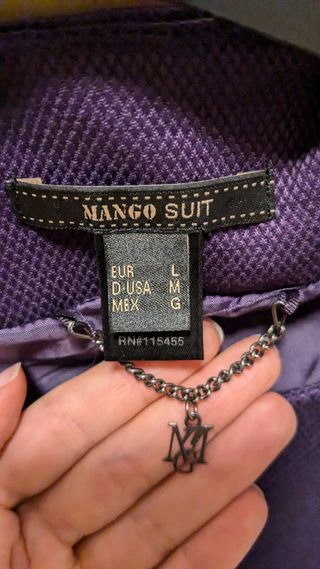 MANGO SUIT
EUR L
D-USA M
MEX G
RN#115455